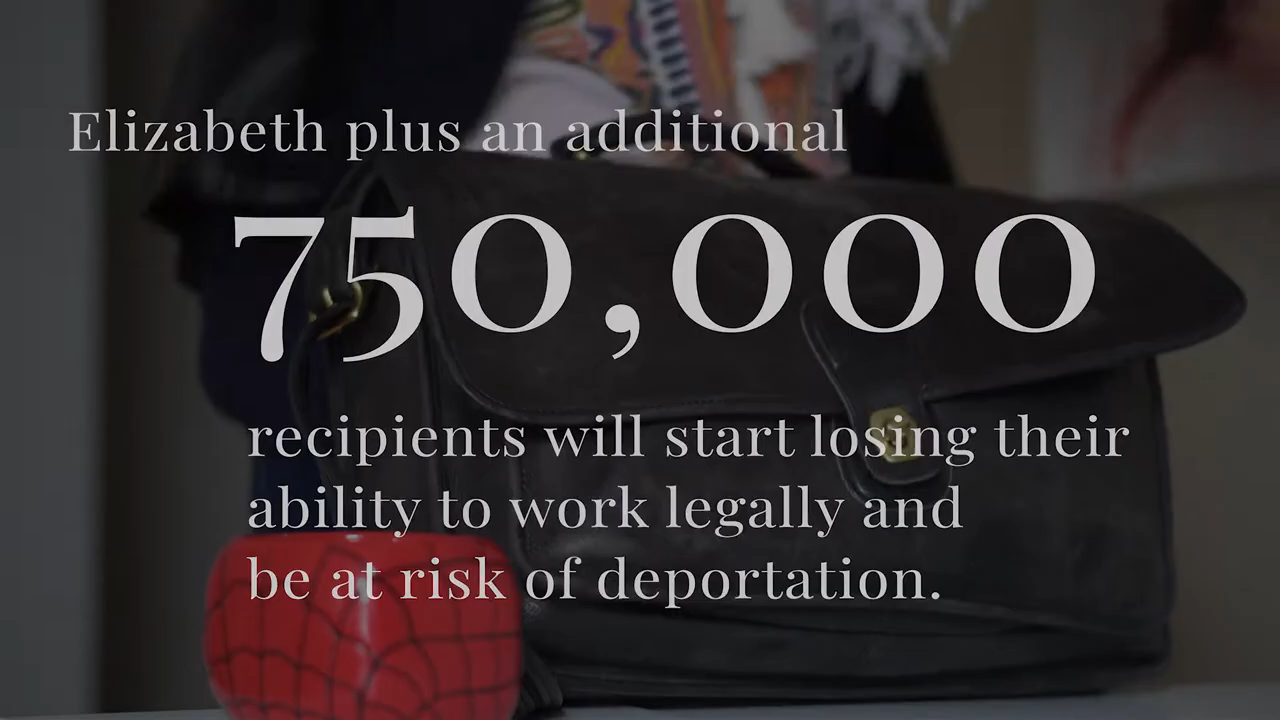 Elizabeth plus an additional
750,000
recipients will start losing their
ability to work legally and
be at risk of deportation.